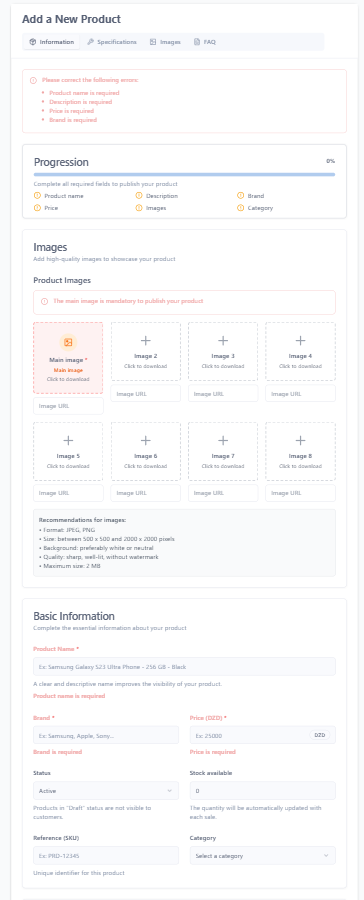 Add a New Product
Information Specifications Images FAQ
Please correct the following errors:
• Product name is required
• Description is required
• Price is required
• Brand is required
Progression 0%
Complete all required fields to publish your product
Product name Description Brand
Price Images Category
Images
Add high-quality images to showcase your product
Product Images
The main image is mandatory to publish your product
Main image *
Main image
Click to download
Image URL
Image 2
Click to download
Image URL
Image 3
Click to download
Image URL
Image 4
Click to download
Image URL
Image 5
Click to download
Image URL
Image 6
Click to download
Image URL
Image 7
Click to download
Image URL
Image 8
Click to download
Image URL
Recommendations for images:
• Format: JPEG, PNG
• Size: between 500 x 500 and 2000 x 2000 pixels
• Background: preferably white or neutral
• Quality: sharp, well-lit, without watermark
• Maximum size: 2 MB
Basic Information
Complete the essential information about your product
Product Name *
Ex: Samsung Galaxy S23 Ultra Phone - 256 GB - Black
A clear and descriptive name improves the visibility of your product.
Product name is required
Brand *
Ex: Samsung, Apple, Sony...
Brand is required
Price (DZD) *
Ex: 25000 DZD
Price is required
Status
Active
Products in "Draft" status are not visible to
customers.
Stock available
0
The quantity will be automatically updated with
each sale.
Reference (SKU)
Ex: PRD-12345
Unique identifier for this product
Category
Select a category